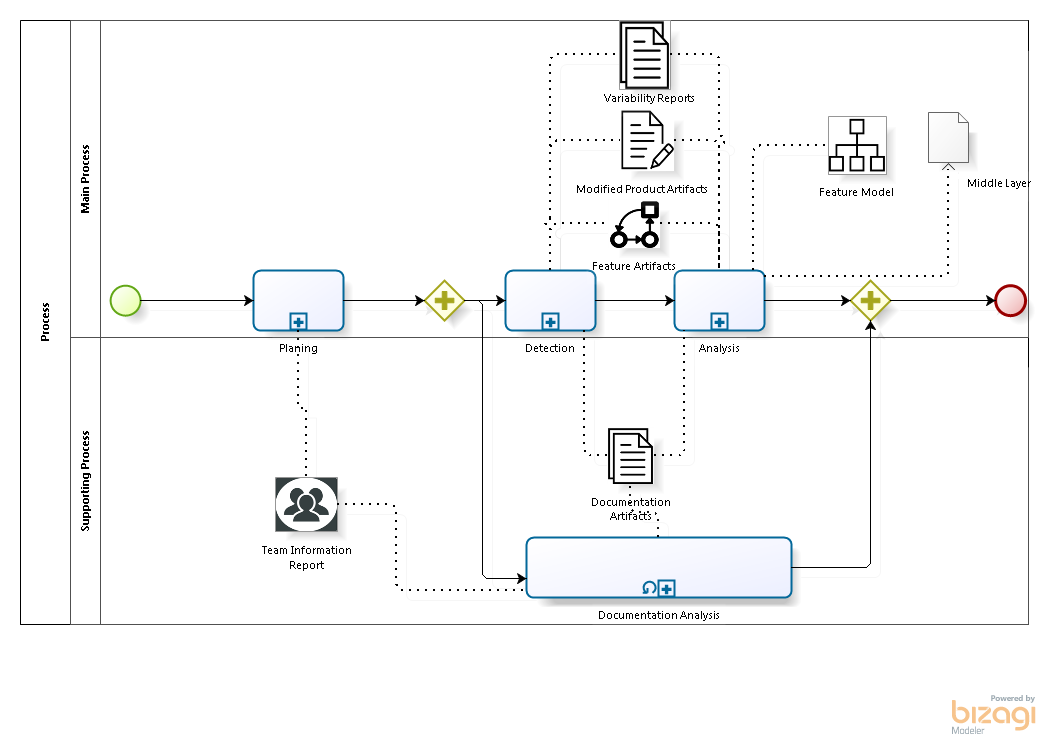 Process
Main Process
Supporting Process
Variability Reports
Modified Product Artifacts
Feature Artifacts
Feature Model
Middle Layer
Planing
Detection
Analysis
Team Information
Report
Documentation
Artifacts
Documentation Analysis
Powered by
bizagi
Modeler